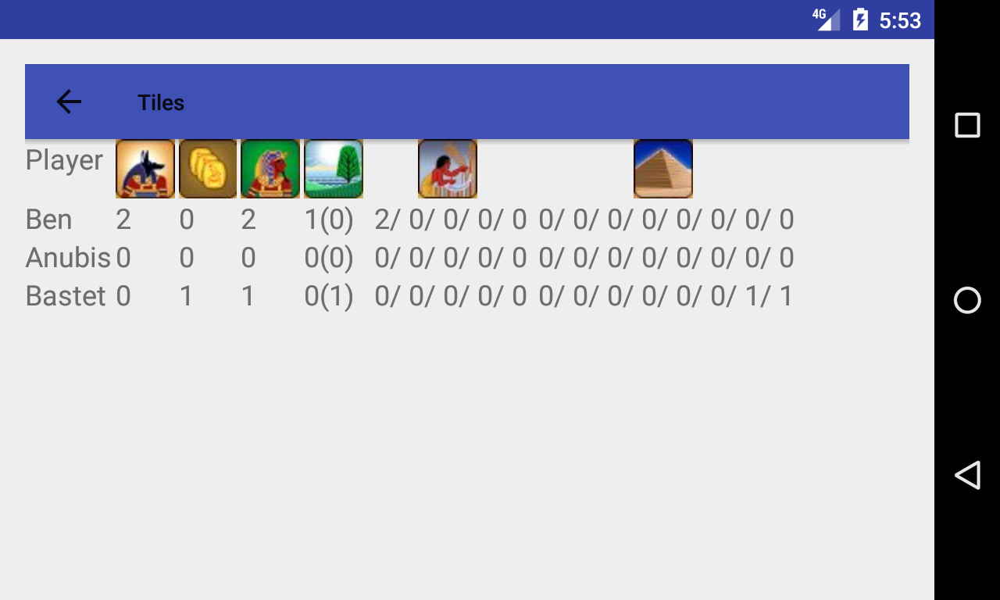 4G 5:53
Tiles
Player
Ben 2 0 2 1(0) 2/ 0/ 0/ 0/ 0 0/ 0/ 0/ 0/ 0/ 0/ 0/ 0
Anubis 0 0 0 0(0) 0/ 0/ 0/ 0/ 0 0/ 0/ 0/ 0/ 0/ 0/ 0/ 0
Bastet 0 1 1 0(1) 0/ 0/ 0/ 0/ 0 0/ 0/ 0/ 0/ 0/ 0/ 1/ 1